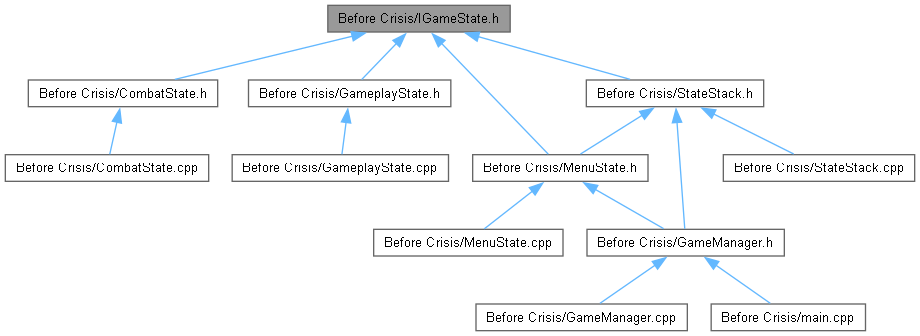 Before Crisis/IGameState.h
Before Crisis/CombatState.h
Before Crisis/GameplayState.h
Before Crisis/StateStack.h
Before Crisis/CombatState.cpp
Before Crisis/GameplayState.cpp
Before Crisis/MenuState.h
Before Crisis/StateStack.cpp
Before Crisis/MenuState.cpp
Before Crisis/GameManager.h
Before Crisis/GameManager.cpp
Before Crisis/main.cpp